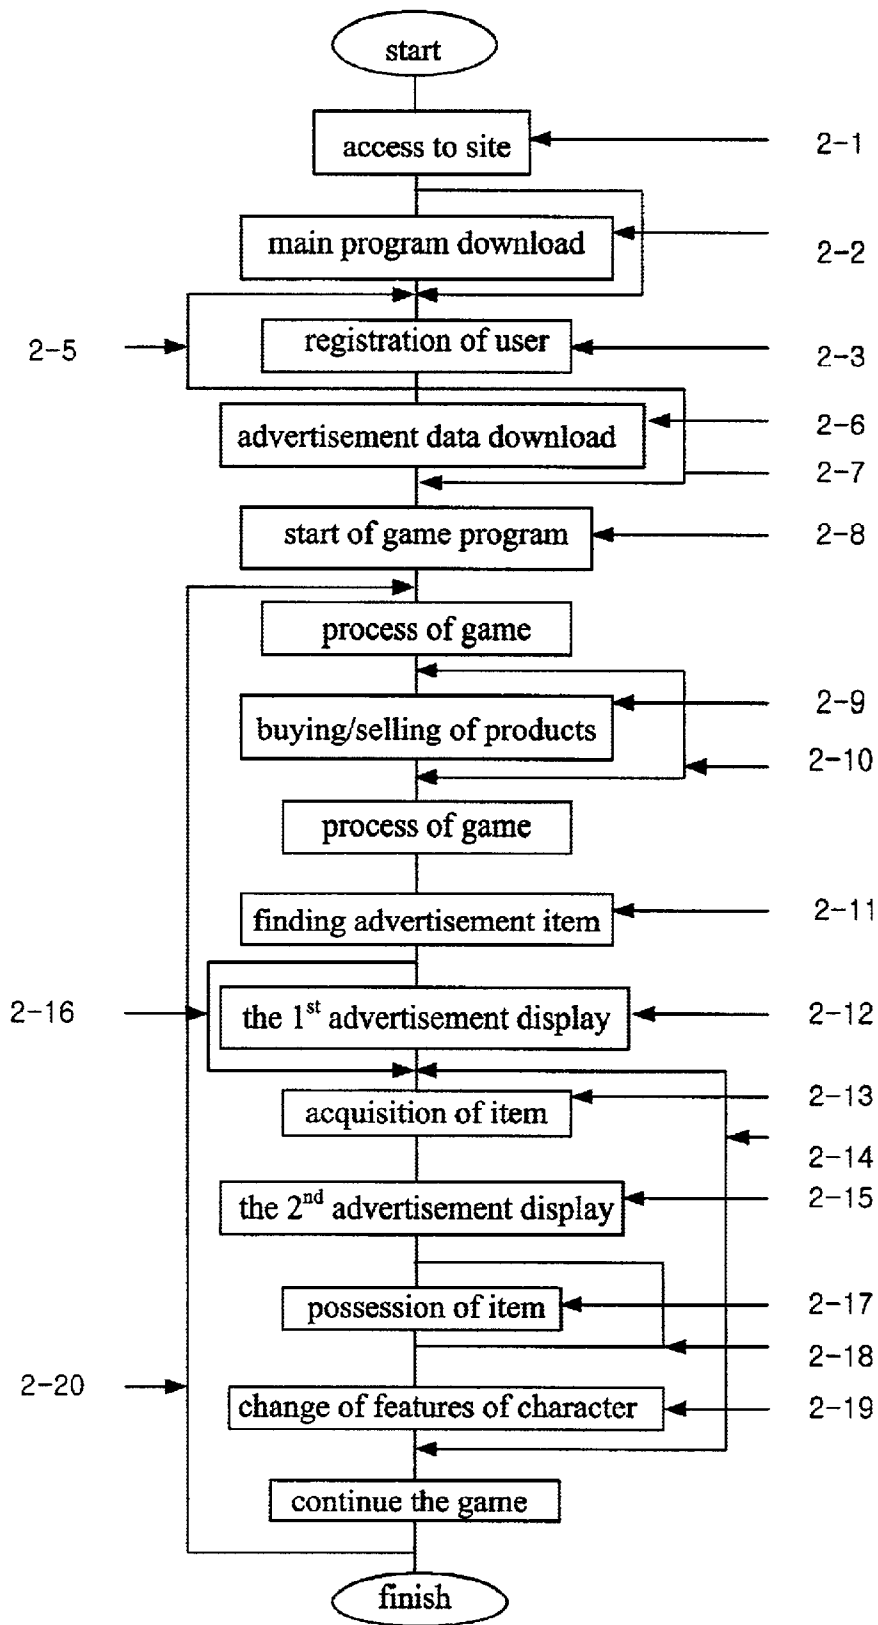 start
access to site
2-1
main program download
2-2
registration of user
2-5
2-3
advertisement data download
2-6
2-7
start of game program
2-8
process of game
buying/selling of products
2-9
2-10
process of game
finding advertisement item
2-11
2-16
the 1st advertisement display
2-12
acquisition of item
2-13
2-14
the 2nd advertisement display
2-15
possession of item
2-17
2-18
2-20
change of features of character
2-19
continue the game
finish